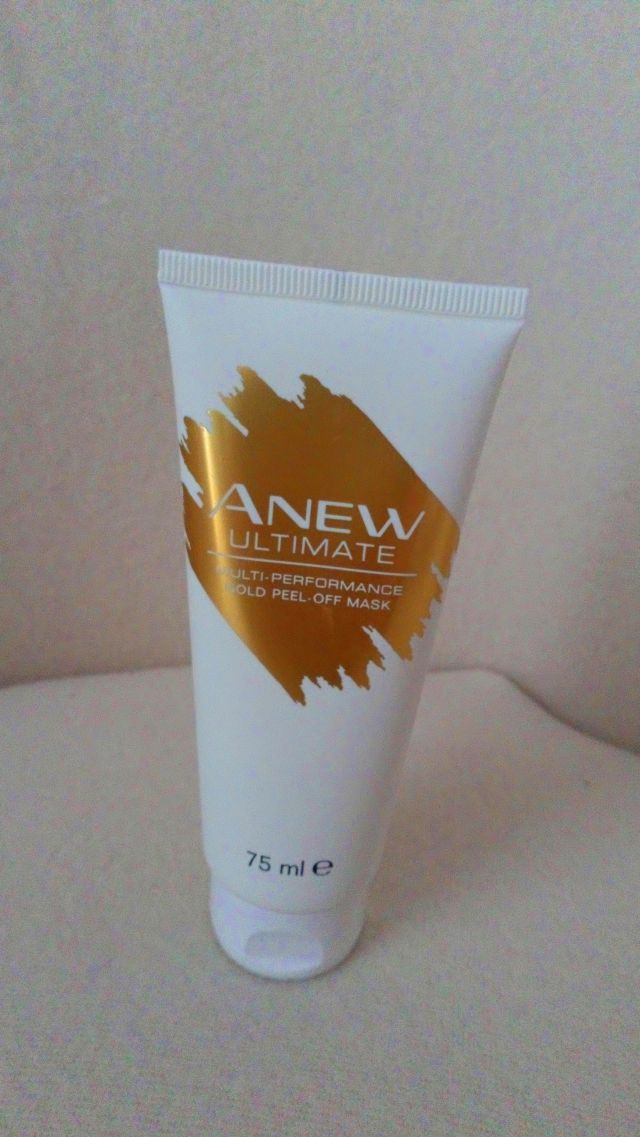 ANEW
ULTIMATE
MULTI-PERFORMANCE
GOLD PEEL-OFF MASK
75 ml ℮